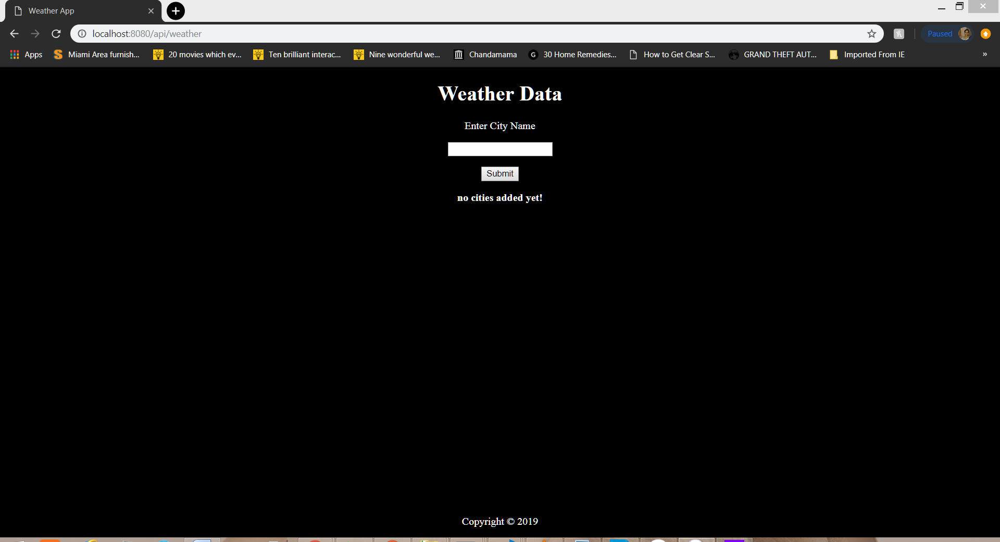 Weather App
localhost:8080/api/weather
Paused
Apps Miami Area furnish... 20 movies which ev... Ten brilliant interac... Nine wonderful we... Chandamama G 30 Home Remedies... How to Get Clear S... GRAND THEFT AUT... Imported From IE »
Weather Data
Enter City Name
Submit
no cities added yet!
Copyright © 2019